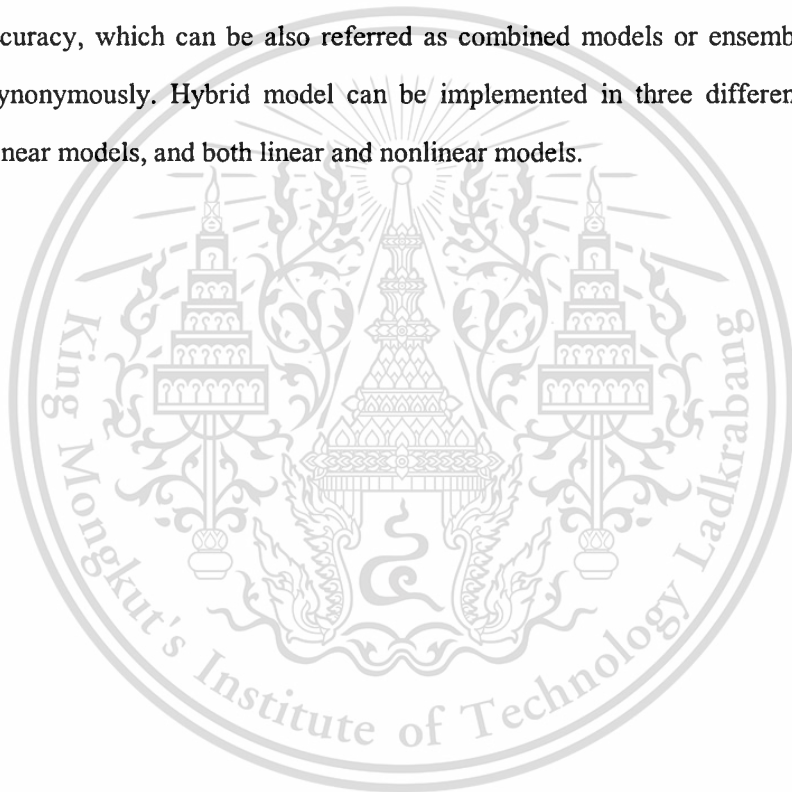 curacy, which can be also referred as combined models or ensemb
ynonymously. Hybrid model can be implemented in three differen
near models, and both linear and nonlinear models.
King Mongkut's Institute of Technology Ladkrabang